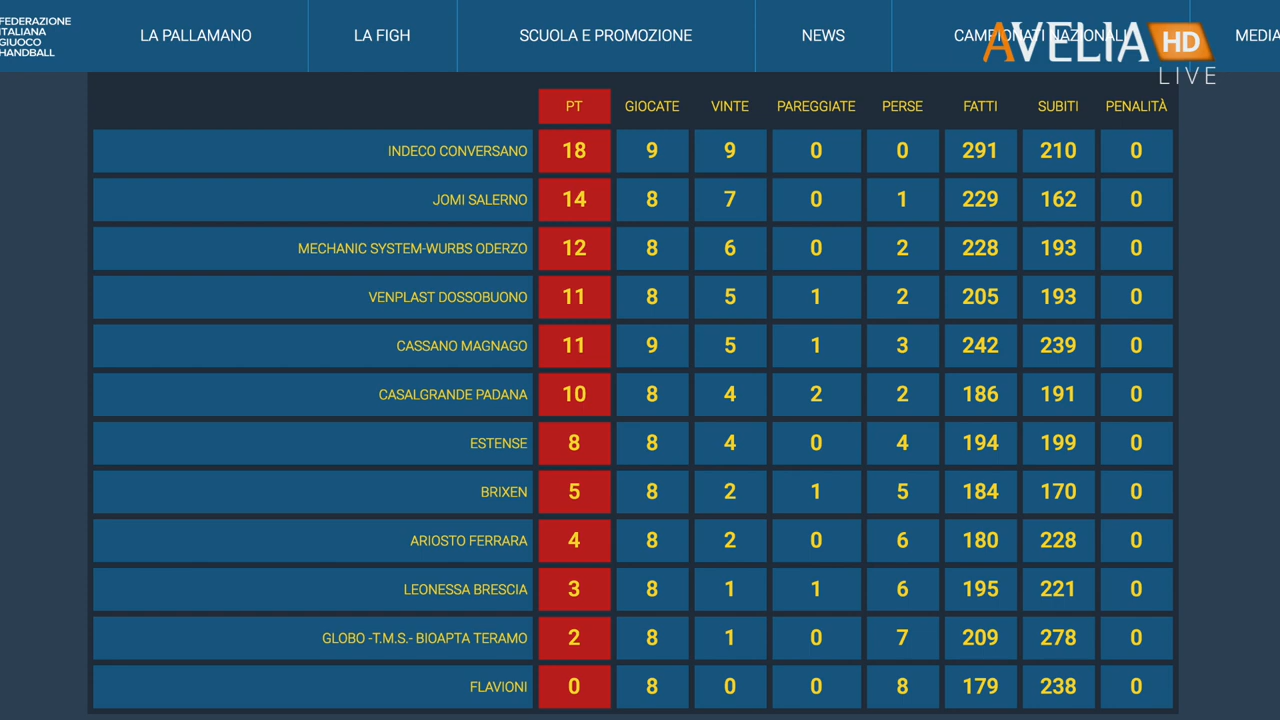 FEDERAZIONE
ITALIANA
GIUOCO
HANDBALL
LA PALLAMANO LA FIGH SCUOLA E PROMOZIONE NEWS CAMPIONATI NAZIONALI MEDIA
AVELIA HD
LIVE
PT GIOCATE VINTE PAREGGIATE PERSE FATTI SUBITI PENALITÀ
INDECO CONVERSANO 18 9 9 0 0 291 210 0
JOMI SALERNO 14 8 7 0 1 229 162 0
MECHANIC SYSTEM-WURBS ODERZO 12 8 6 0 2 228 193 0
VENPLAST DOSSOBUONO 11 8 5 1 2 205 193 0
CASSANO MAGNAGO 11 9 5 1 3 242 239 0
CASALGRANDE PADANA 10 8 4 2 2 186 191 0
ESTENSE 8 8 4 0 4 194 199 0
BRIXEN 5 8 2 1 5 184 170 0
ARIOSTO FERRARA 4 8 2 0 6 180 228 0
LEONESSA BRESCIA 3 8 1 1 6 195 221 0
GLOBO -T.M.S.- BIOAPTA TERAMO 2 8 1 0 7 209 278 0
FLAVIONI 0 8 0 0 8 179 238 0